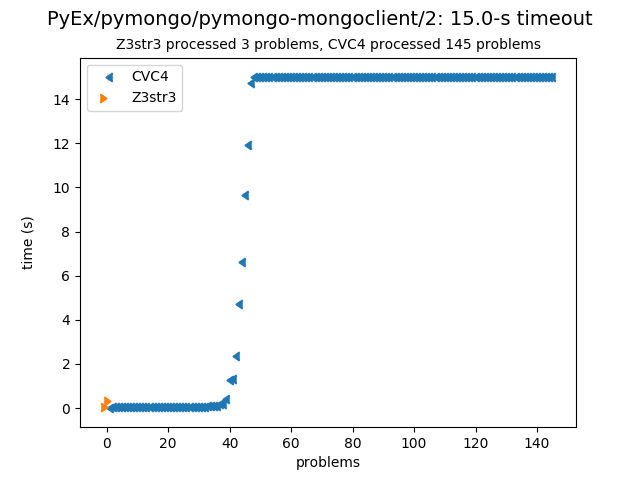 PyEx/pymongo/pymongo-mongoclient/2: 15.0-s timeout
Z3str3 processed 3 problems, CVC4 processed 145 problems
CVC4
Z3str3
14
12
10
8
6
4
2
0
time (s)
0 20 40 60 80 100 120 140
problems